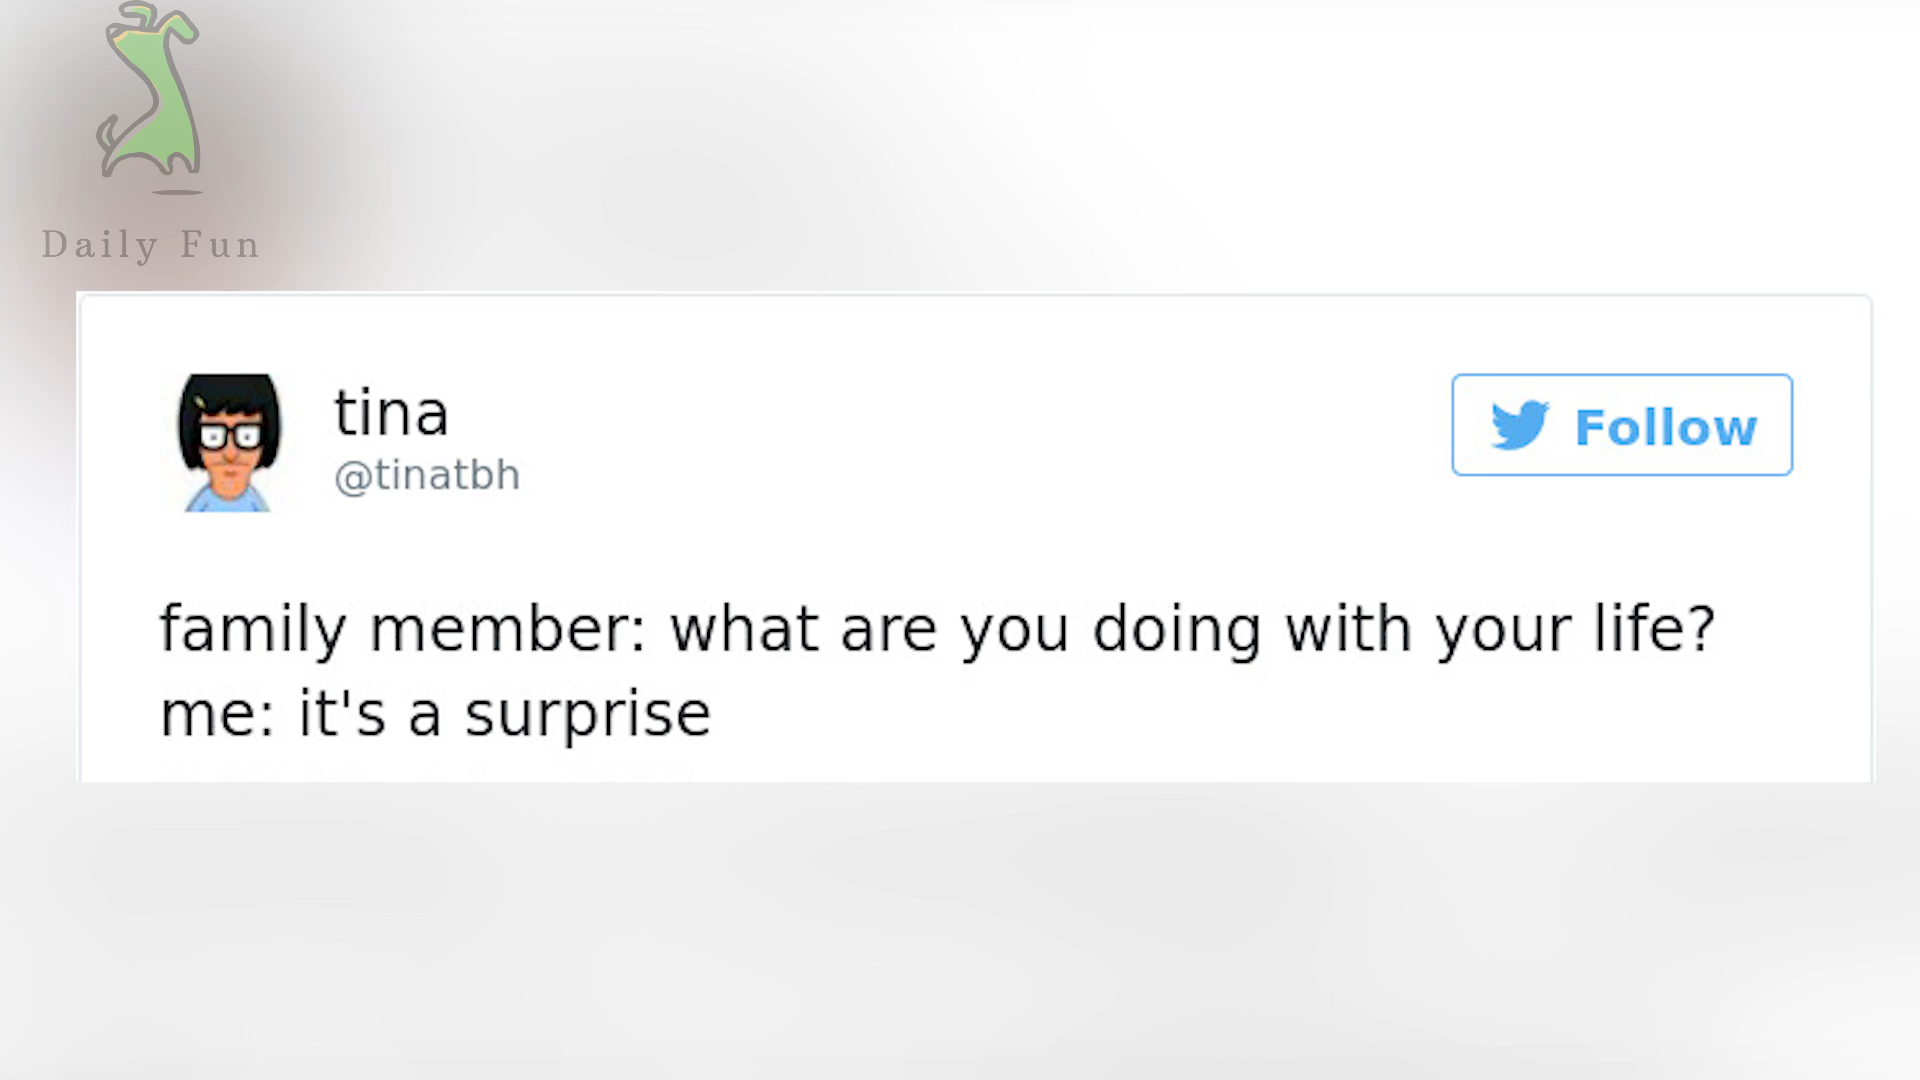 Daily Fun
tina
@tinatbh
Follow
family member: what are you doing with your life?
me: it's a surprise